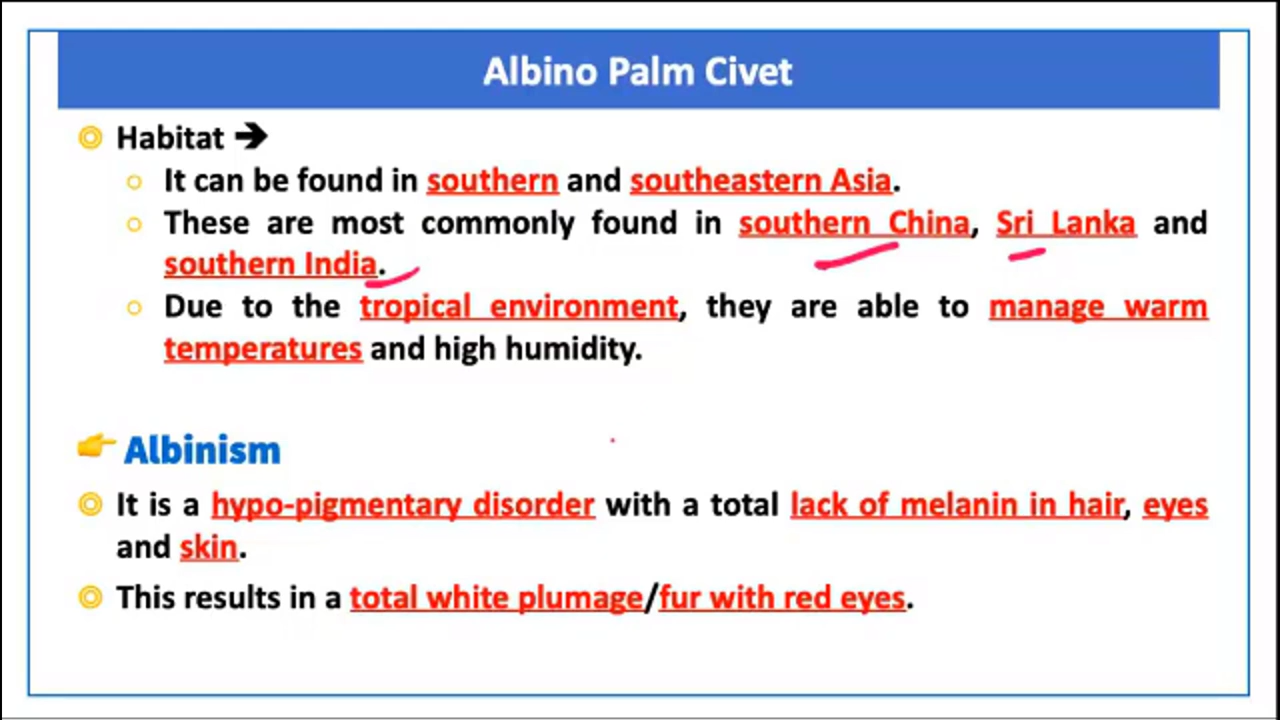 Albino Palm Civet
Habitat ➔
It can be found in southern and southeastern Asia.
These are most commonly found in southern China, Sri Lanka and
southern India.
Due to the tropical environment, they are able to manage warm
temperatures and high humidity.
Albinism
It is a hypo-pigmentary disorder with a total lack of melanin in hair, eyes
and skin.
This results in a total white plumage/fur with red eyes.